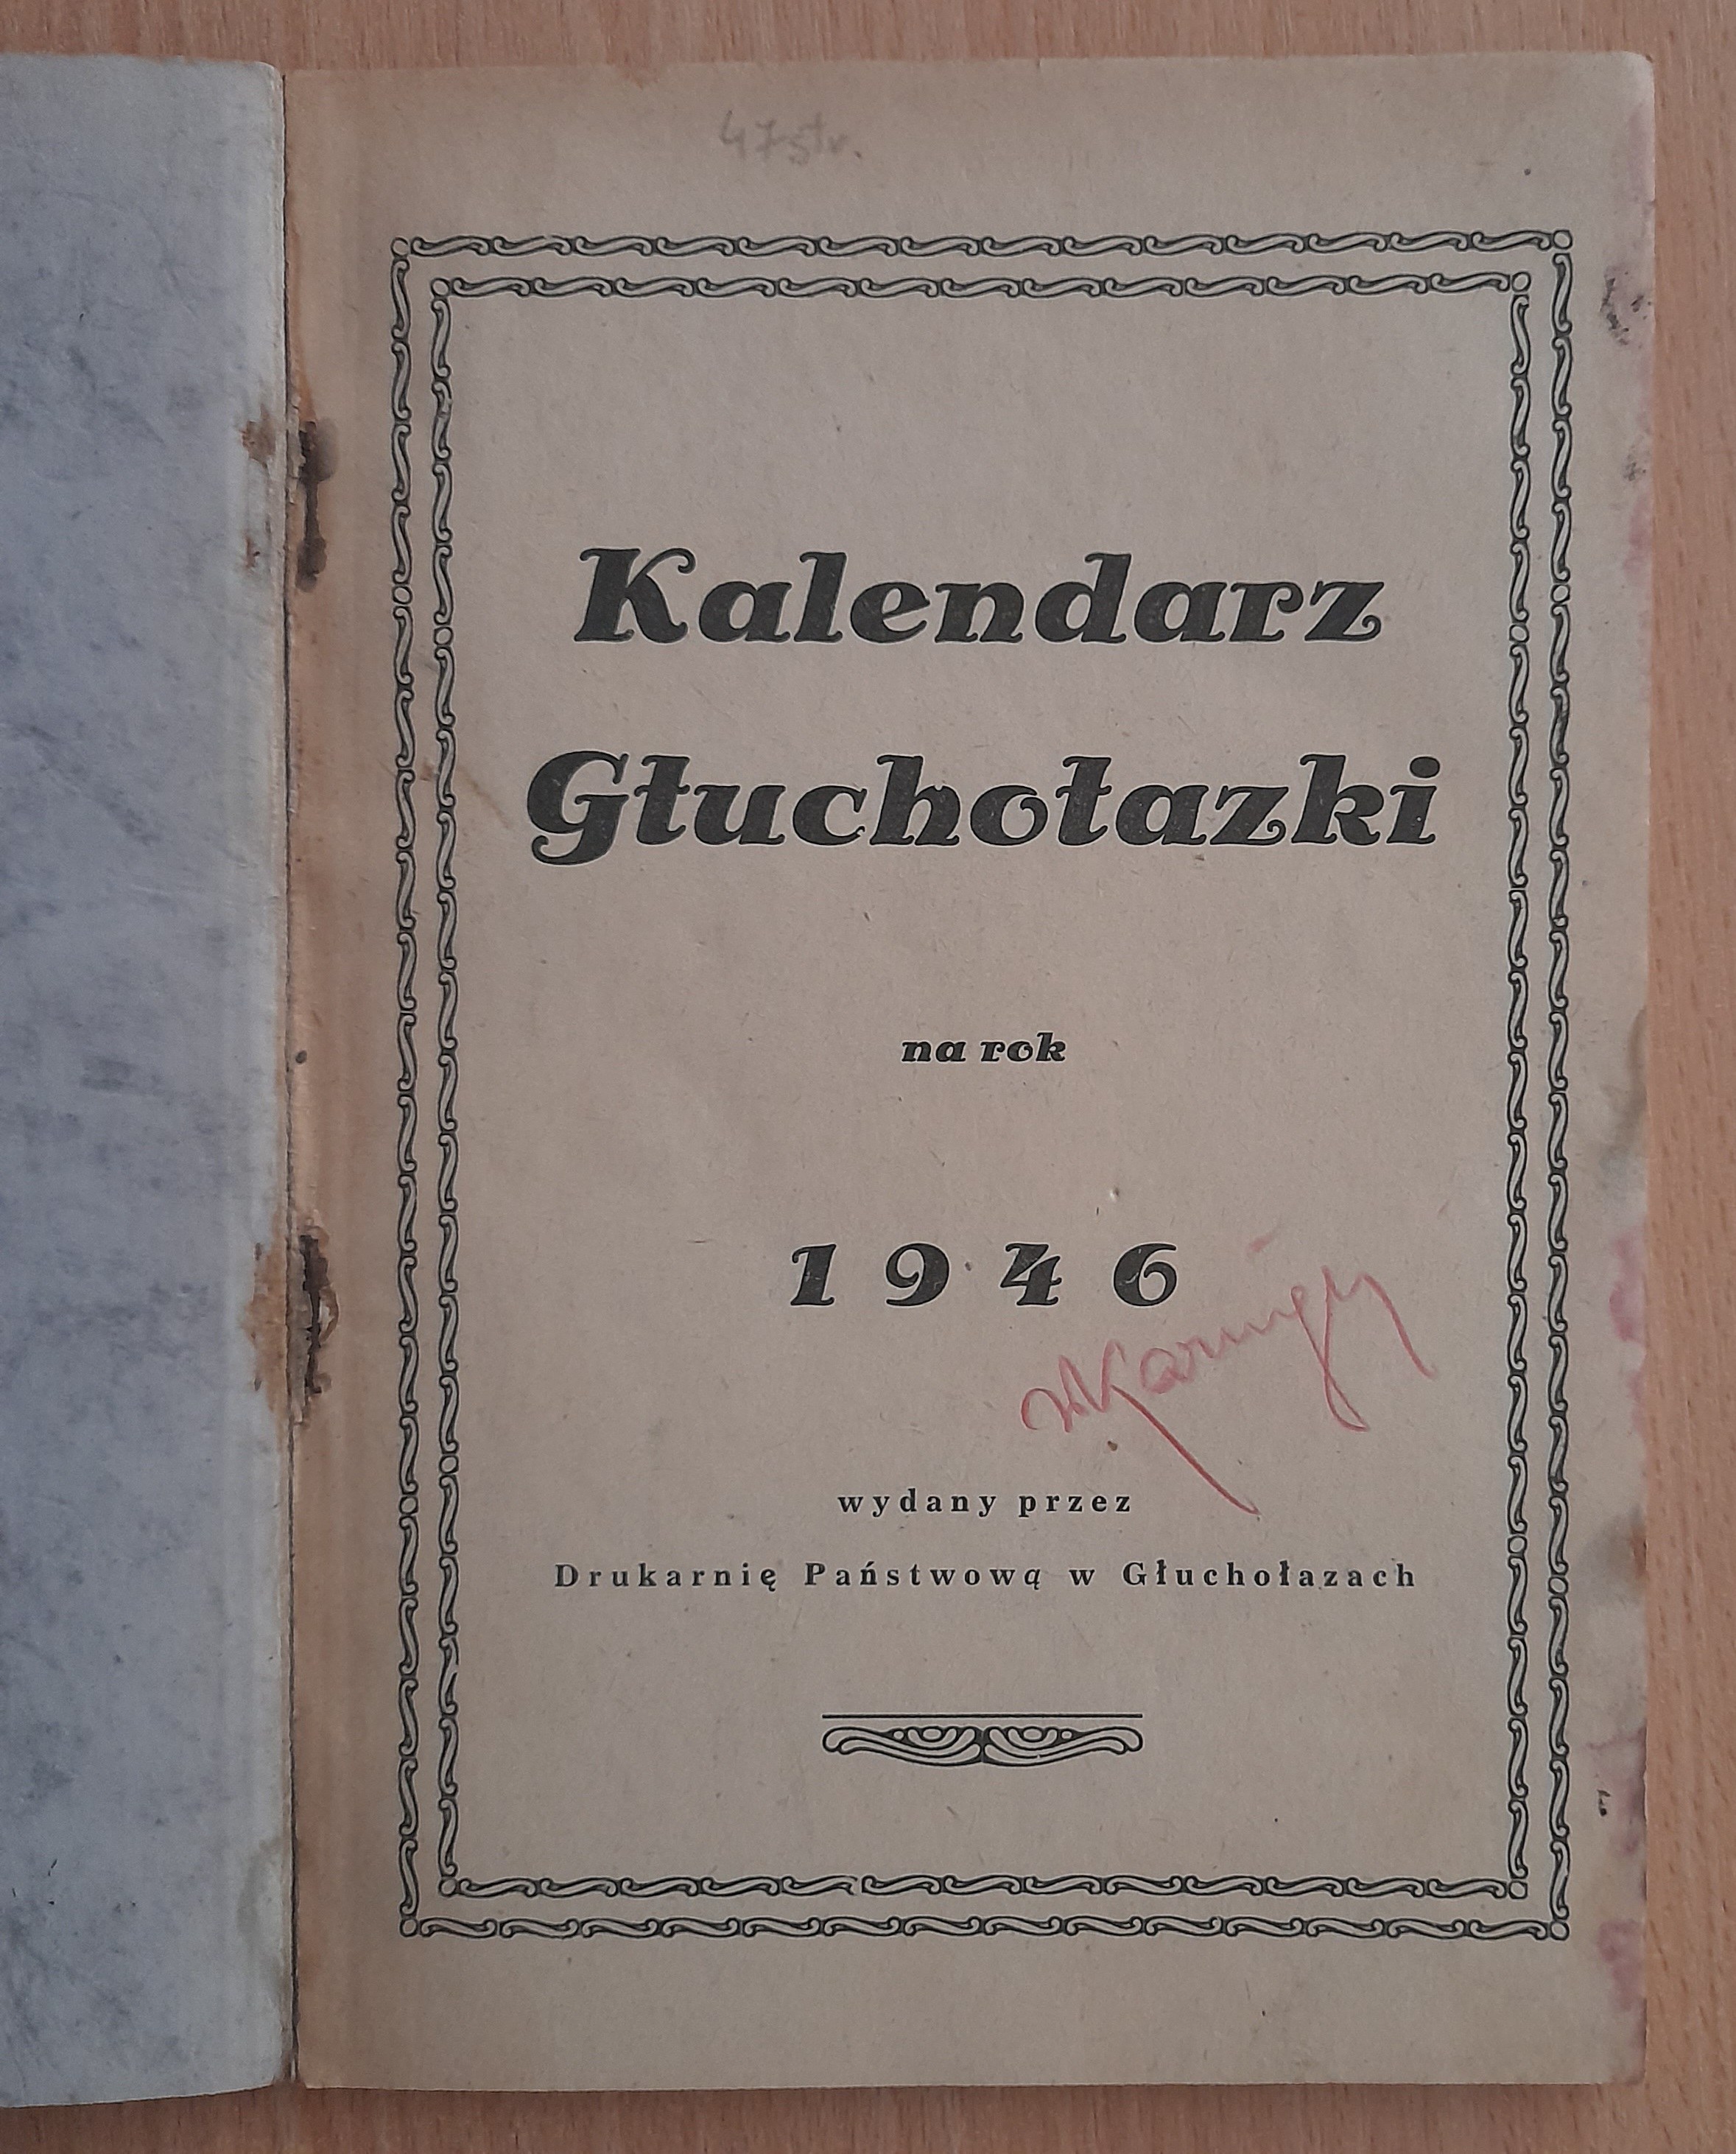 47 str.
Kalendarz
Głuchołazki
na rok
1946
wydany przez
Drukarnię Państwową w Głuchołazach